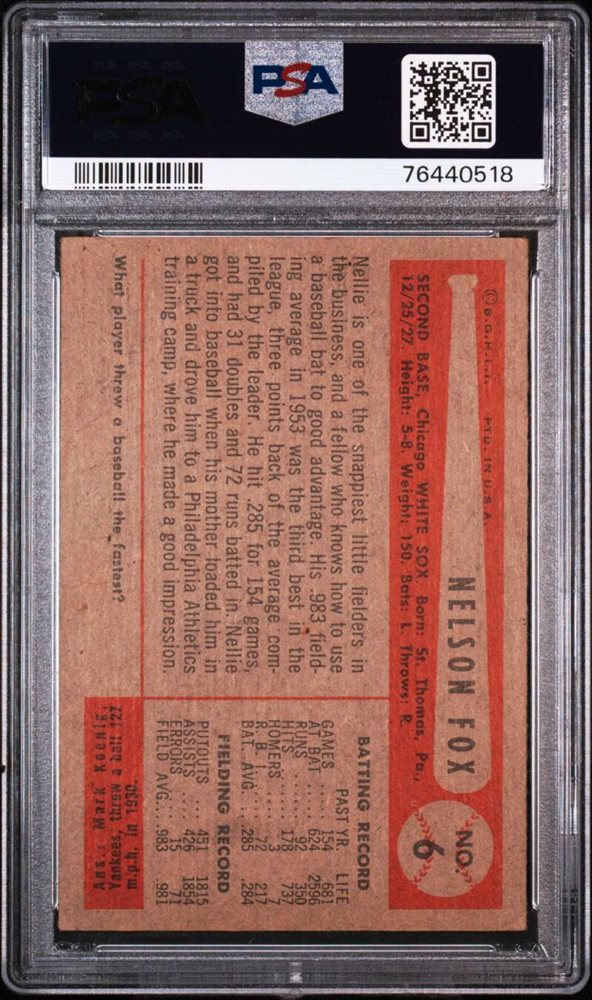 PSA
PSA
76440518
© B.G.H.L.I. PTD. IN U.S.A.
NELSON FOX
NO.
6
SECOND BASE, Chicago WHITE SOX. Born: St. Thomas, Pa.,
12/25/27. Height: 5-8. Weight: 150. Bats: L. Throws: R.
Nellie is one of the snappiest little fielders in
the business, and a fellow who knows how to use
a baseball bat to good advantage. His .983 field-
ing average in 1953 was the third best in the
league, three points back of the average com-
piled by the leader. He hit .285 for 154 games,
and had 31 doubles and 72 runs batted in. Nellie
got into baseball when his mother loaded him in
a truck and drove him to a Philadelphia Athletics
training camp, where he made a good impression.
BATTING RECORD
PAST YR. LIFE
GAMES 154 681
AT BAT .... 624 2596
RUNS ...... 92 350
HITS ....... 178 737
HOMERS ... 3 7
R. B. I. ..... 72 217
BAT. AVG... .285 .284
FIELDING RECORD
PUTOUTS .... 451 1815
ASSISTS .... 426 1854
ERRORS .... 15 71
FIELD AVG.. .983 .981
What player threw a baseball the fastest?
Ans: Mark Koenig,
Yankees, threw a ball 127
m.p.h. in 1930.